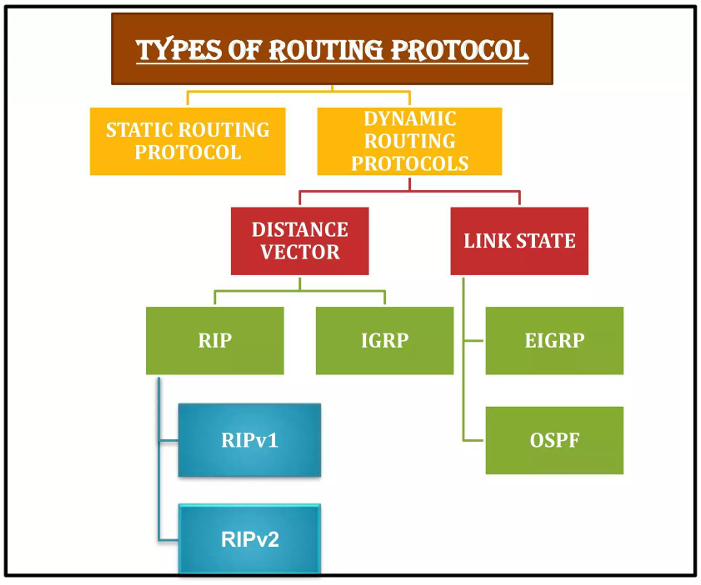 TYPES OF ROUTING PROTOCOL
STATIC ROUTING
PROTOCOL
DYNAMIC
ROUTING
PROTOCOLS
DISTANCE
VECTOR
LINK STATE
RIP
IGRP
EIGRP
RIPv1
OSPF
RIPv2